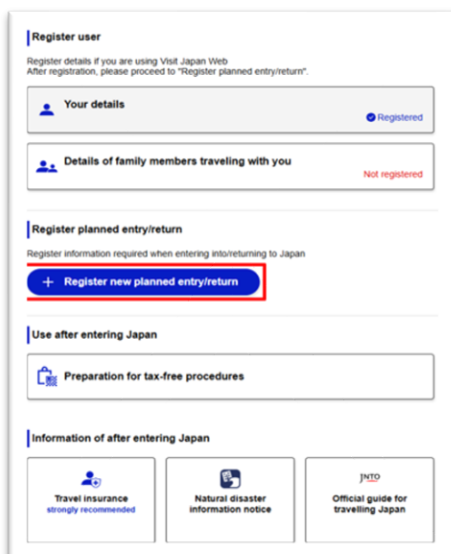 Register user
Register details if you are using Visit Japan Web
After registration, please proceed to "Register planned entry/return".
Your details
Registered
Details of family members traveling with you
Not registered
Register planned entry/return
Register information required when entering into/returning to Japan
+ Register new planned entry/return
Use after entering Japan
Preparation for tax-free procedures
Information of after entering Japan
Travel insurance
strongly recommended
Natural disaster
information notice
JNTO
Official guide for
travelling Japan